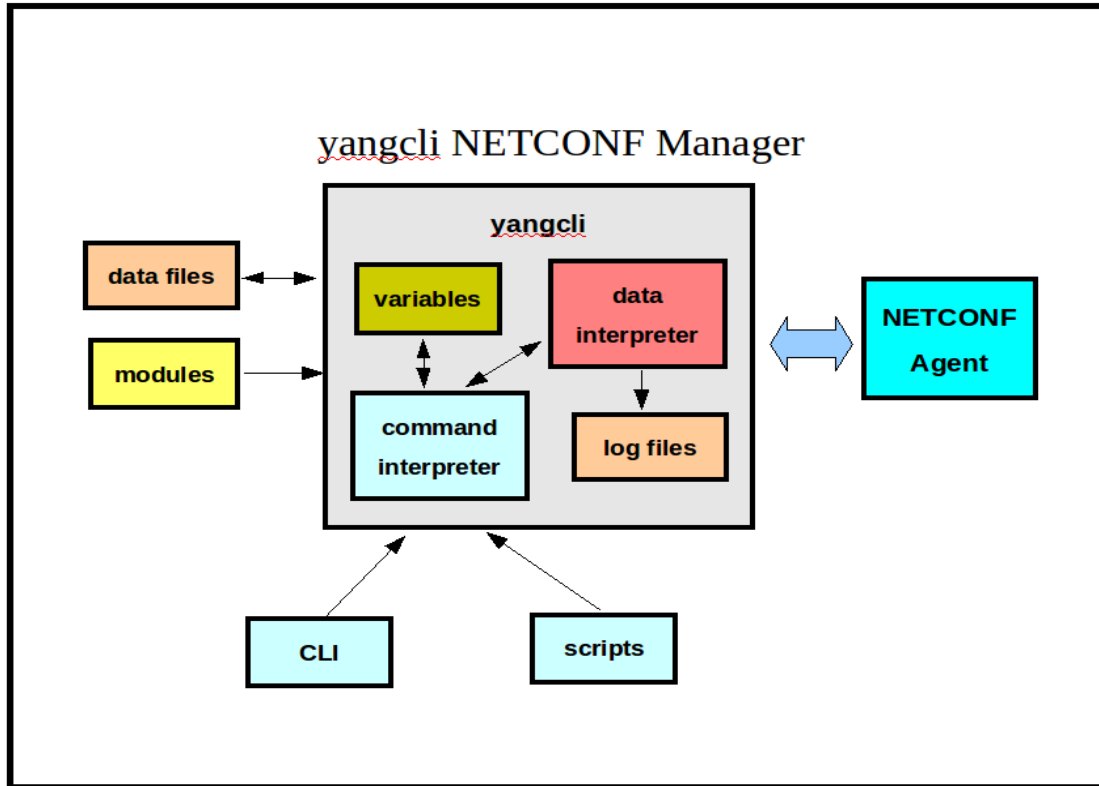 yangcli NETCONF Manager
yangcli
data files
variables
data
interpreter
NETCONF
Agent
modules
command
interpreter
log files
CLI
scripts